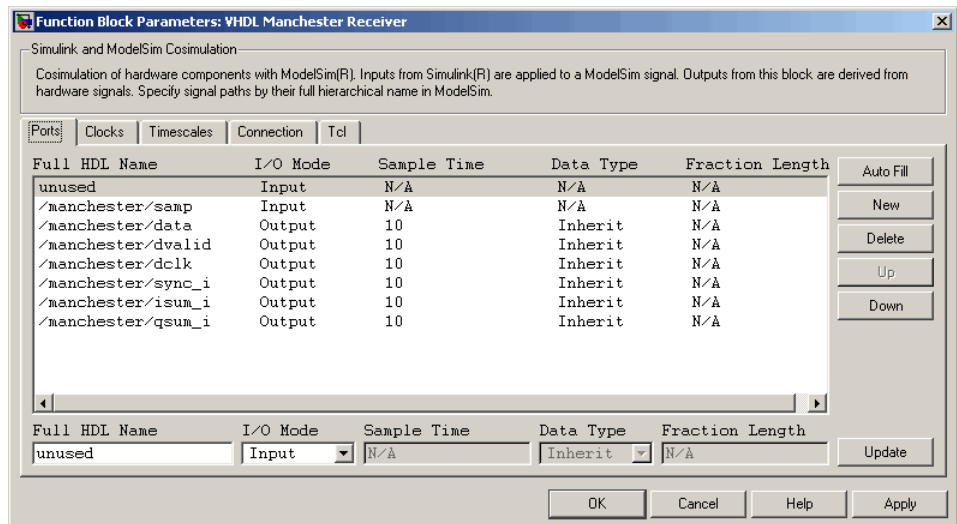 Function Block Parameters: VHDL Manchester Receiver
Simulink and ModelSim Cosimulation
Cosimulation of hardware components with ModelSim(R). Inputs from Simulink(R) are applied to a ModelSim signal. Outputs from this block are derived from
hardware signals. Specify signal paths by their full hierarchical name in ModelSim.
Ports Clocks Timescales Connection Tcl
Full HDL Name I/O Mode Sample Time Data Type Fraction Length
unused Input N/A N/A N/A
/manchester/samp Input N/A N/A N/A
/manchester/data Output 10 Inherit N/A
/manchester/dvalid Output 10 Inherit N/A
/manchester/dclk Output 10 Inherit N/A
/manchester/sync_i Output 10 Inherit N/A
/manchester/isum_i Output 10 Inherit N/A
/manchester/qsum_i Output 10 Inherit N/A
Auto Fill
New
Delete
Up
Down
Full HDL Name I/O Mode Sample Time Data Type Fraction Length
unused Input N/A Inherit N/A Update
OK Cancel Help Apply